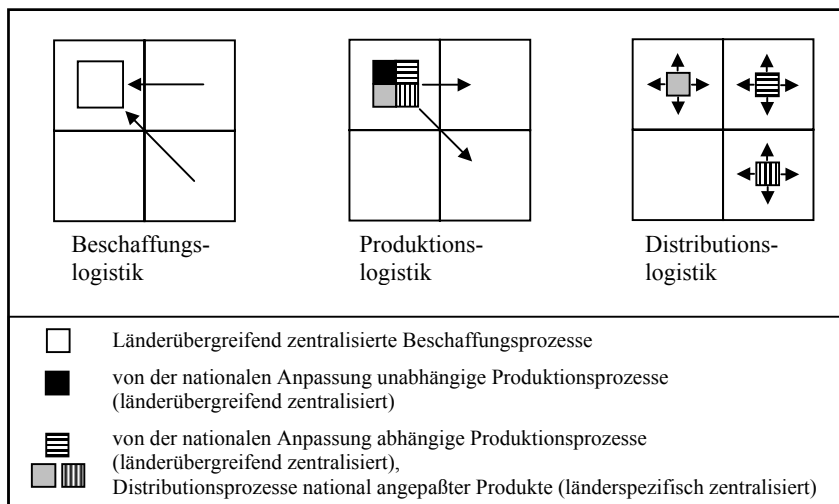 Beschaffungs-
logistik
Produktions-
logistik
Distributions-
logistik
Länderübergreifend zentralisierte Beschaffungsprozesse
von der nationalen Anpassung unabhängige Produktionsprozesse
(länderübergreifend zentralisiert)
von der nationalen Anpassung abhängige Produktionsprozesse
(länderübergreifend zentralisiert),
Distributionsprozesse national angepaßter Produkte (länderspezifisch zentralisiert)